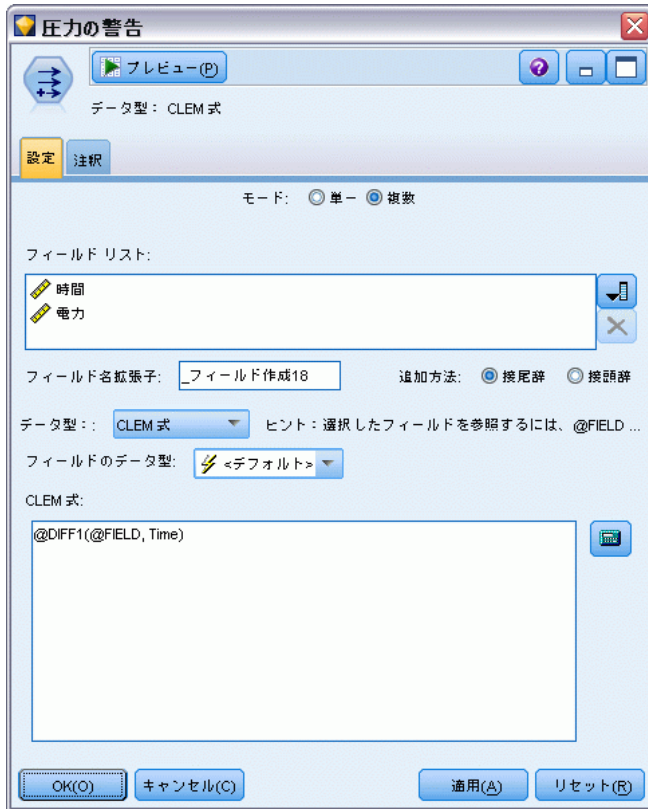 圧力の警告
プレビュー(P)
データ型： CLEM 式
設定 注釈
モード: 単一 複数
フィールド リスト:
時間
電力
フィールド名拡張子: _フィールド作成18 追加方法: 接尾辞 接頭辞
データ型：: CLEM 式 ヒント：選択したフィールドを参照するには、@FIELD ...
フィールドのデータ型: <デフォルト>
CLEM 式:
@DIFF1(@FIELD, Time)
OK(O) キャンセル(C) 適用(A) リセット(R)